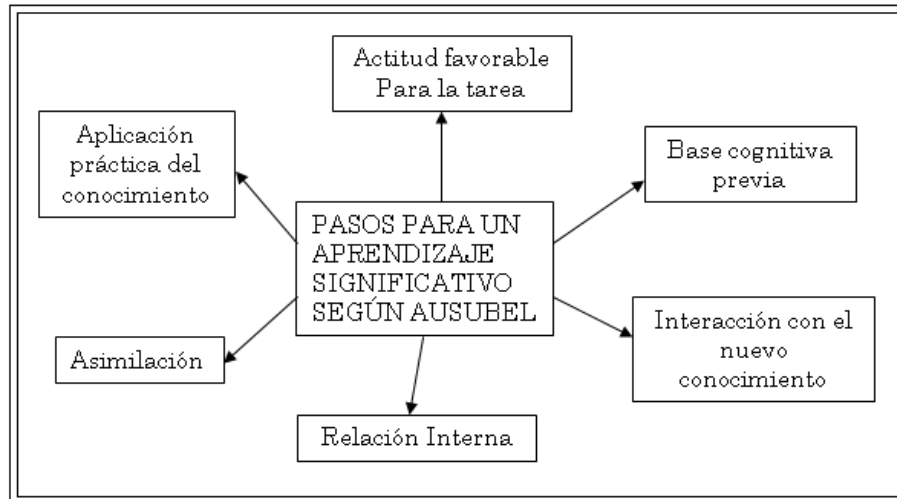 Actitud favorable
Para la tarea
Aplicación
práctica del
conocimiento
Base cognitiva
previa
PASOS PARA UN
APRENDIZAJE
SIGNIFICATIVO
SEGÚN AUSUBEL
Interacción con el
nuevo
conocimiento
Asimilación
Relación Interna